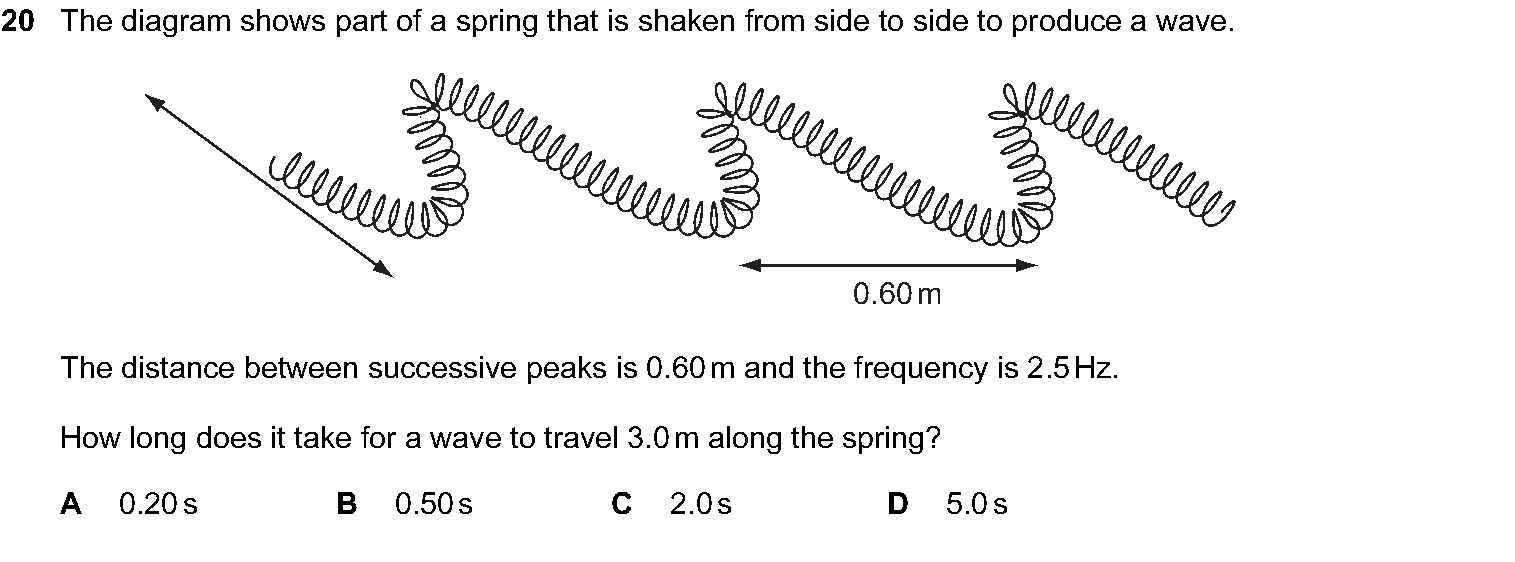 20 The diagram shows part of a spring that is shaken from side to side to produce a wave.
0.60 m
The distance between successive peaks is 0.60 m and the frequency is 2.5 Hz.
How long does it take for a wave to travel 3.0 m along the spring?
A 0.20 s B 0.50 s C 2.0 s D 5.0 s